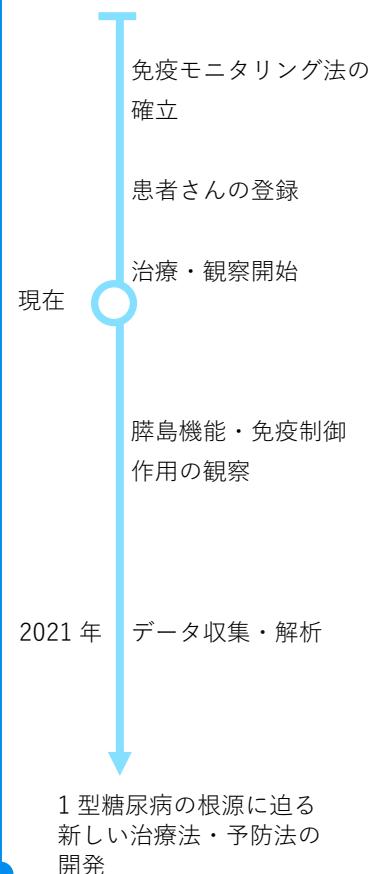 免疫モニタリング法の
確立
患者さんの登録
治療・観察開始
現在
膵島機能・免疫制御
作用の観察
2021 年 データ収集・解析
1 型糖尿病の根源に迫る
新しい治療法・予防法の
開発